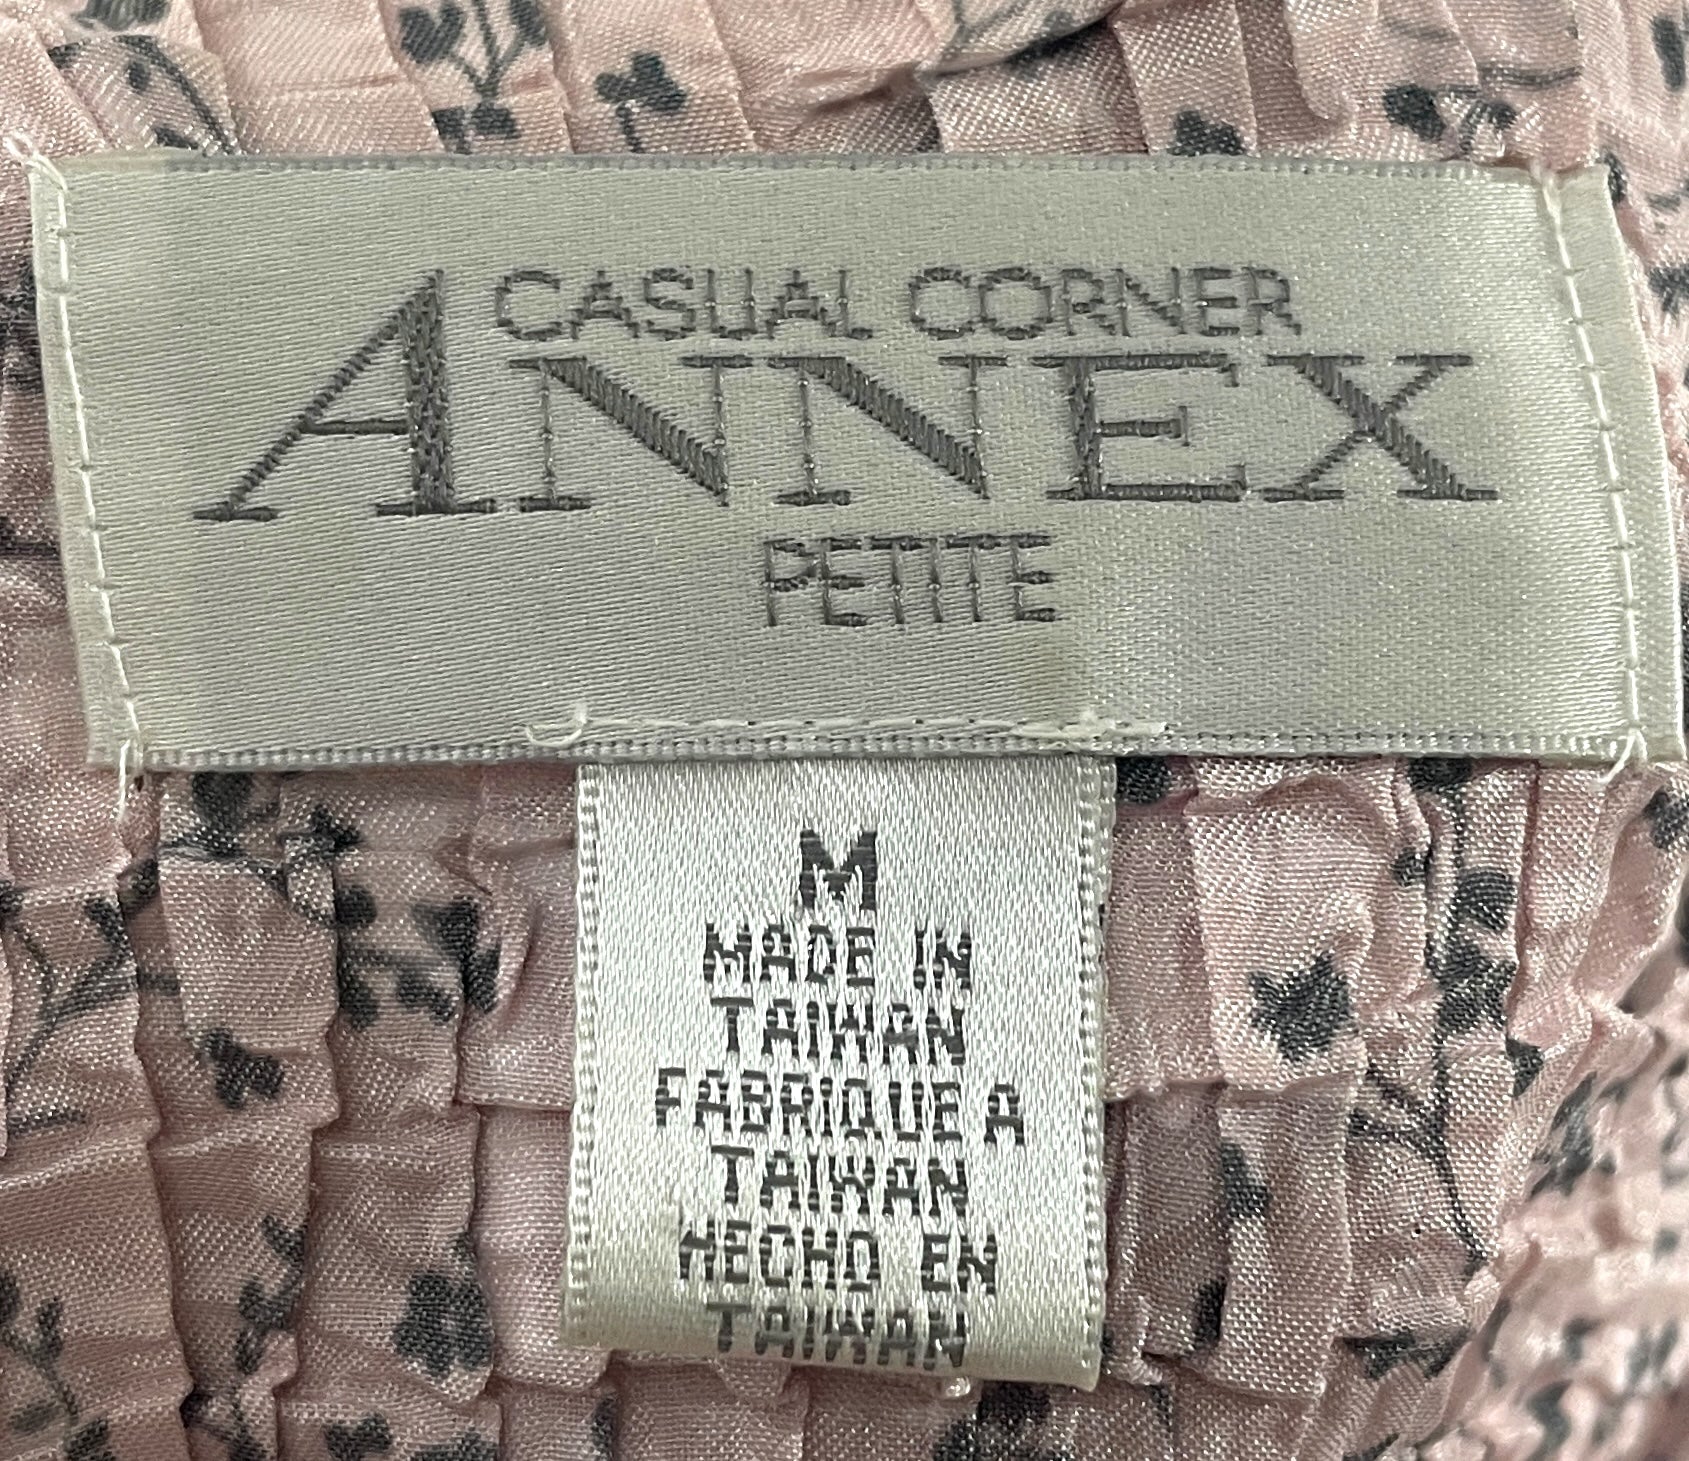 CASUAL CORNER
ANNEX
PETITE
M
MADE IN
TAIWAN
FABRIQUE A
TAIWAN
HECHO EN
TAIWAN